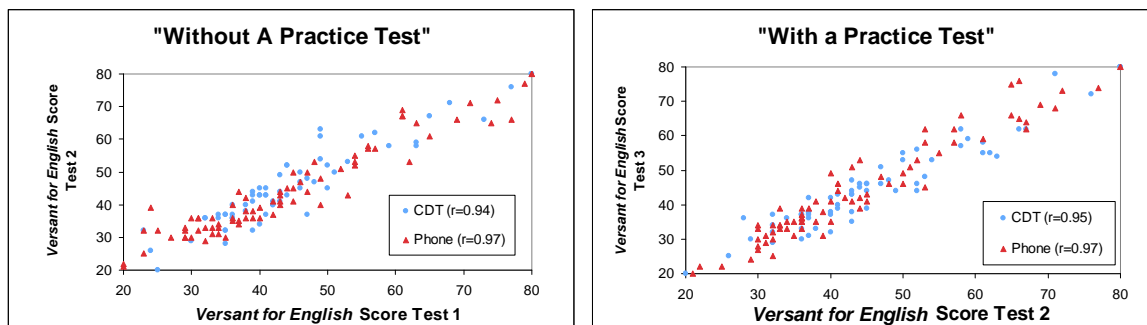 "Without A Practice Test"
Versant for English Score
Test 2
80
70
60
50
40
30
20
CDT (r=0.94)
Phone (r=0.97)
20 30 40 50 60 70 80
Versant for English Score Test 1
"With a Practice Test"
Versant for English Score
Test 3
80
70
60
50
40
30
20
CDT (r=0.95)
Phone (r=0.97)
20 30 40 50 60 70 80
Versant for English Score Test 2